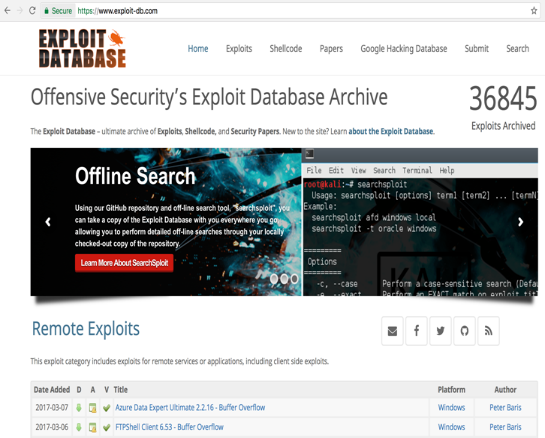 Secure https://www.exploit-db.com
EXPLOIT
DATABASE
Home Exploits Shellcode Papers Google Hacking Database Submit Search
Offensive Security's Exploit Database Archive
36845
Exploits Archived
The Exploit Database – ultimate archive of Exploits, Shellcode, and Security Papers. New to the site? Learn about the Exploit Database.
Offline Search
Using our GitHub repository and off-line search tool, "searchsploit", you
can take a copy of the Exploit Database with you everywhere you go,
allowing you to perform detailed off-line searches through your locally
checked-out copy of the repository.
Learn More About SearchSploit
File Edit View Search Terminal Help
root@kali:~# searchsploit
Usage: searchsploit [options] term1 [term2] ... [termN]
Example:
searchsploit afd windows local
searchsploit -t oracle windows
=========
Options
=========
-c, --case Perform a case-sensitive search (Defa
-e, --exact Perform an EXACT match on exploit titl
Remote Exploits
This exploit category includes exploits for remote services or applications, including client side exploits.
Date Added D A V Title Platform Author
2017-03-07 Azure Data Expert Ultimate 2.2.16 - Buffer Overflow Windows Peter Baris
2017-03-06 FTPShell Client 6.53 - Buffer Overflow Windows Peter Baris